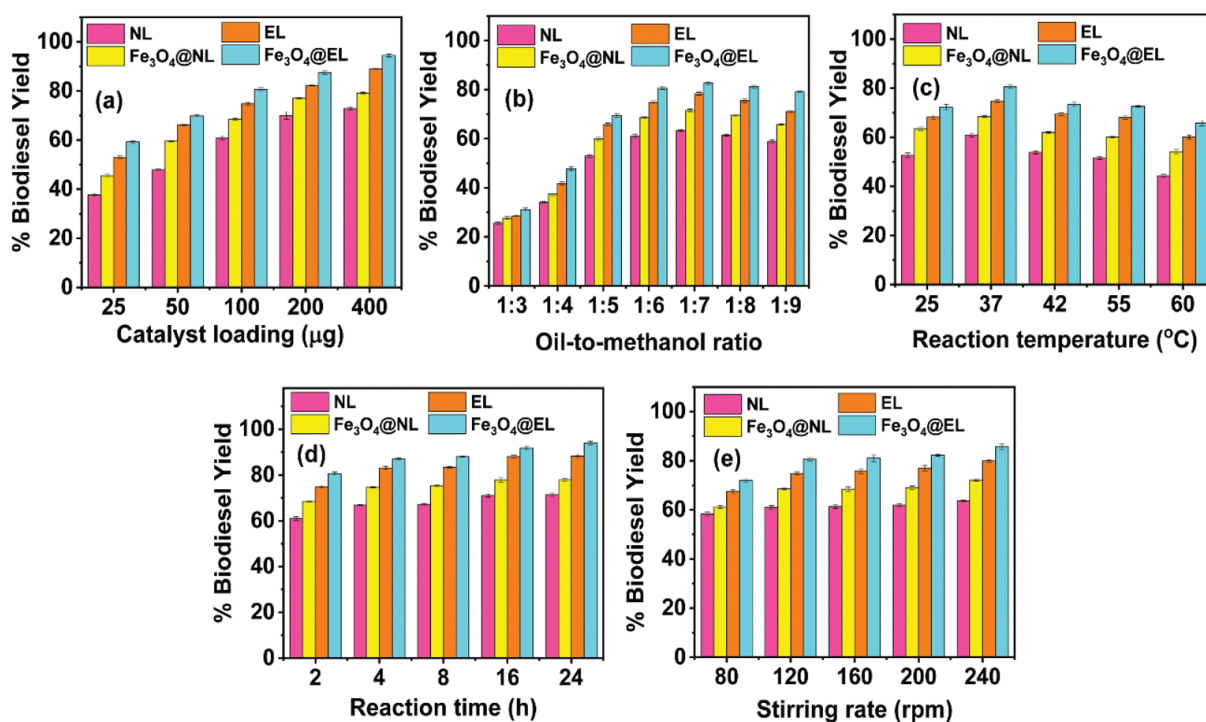 NL EL
Fe₃O₄@NL Fe₃O₄@EL
(a)
% Biodiesel Yield
100
80
60
40
20
0
25 50 100 200 400
Catalyst loading (μg)
NL EL
Fe₃O₄@NL Fe₃O₄@EL
(b)
% Biodiesel Yield
100
80
60
40
20
0
1:3 1:4 1:5 1:6 1:7 1:8 1:9
Oil-to-methanol ratio
NL EL
Fe₃O₄@NL Fe₃O₄@EL
(c)
% Biodiesel Yield
100
80
60
40
20
0
25 37 42 55 60
Reaction temperature (°C)
NL EL
Fe₃O₄@NL Fe₃O₄@EL
(d)
% Biodiesel Yield
100
80
60
40
20
0
2 4 8 16 24
Reaction time (h)
NL EL
Fe₃O₄@NL Fe₃O₄@EL
(e)
% Biodiesel Yield
100
80
60
40
20
0
80 120 160 200 240
Stirring rate (rpm)